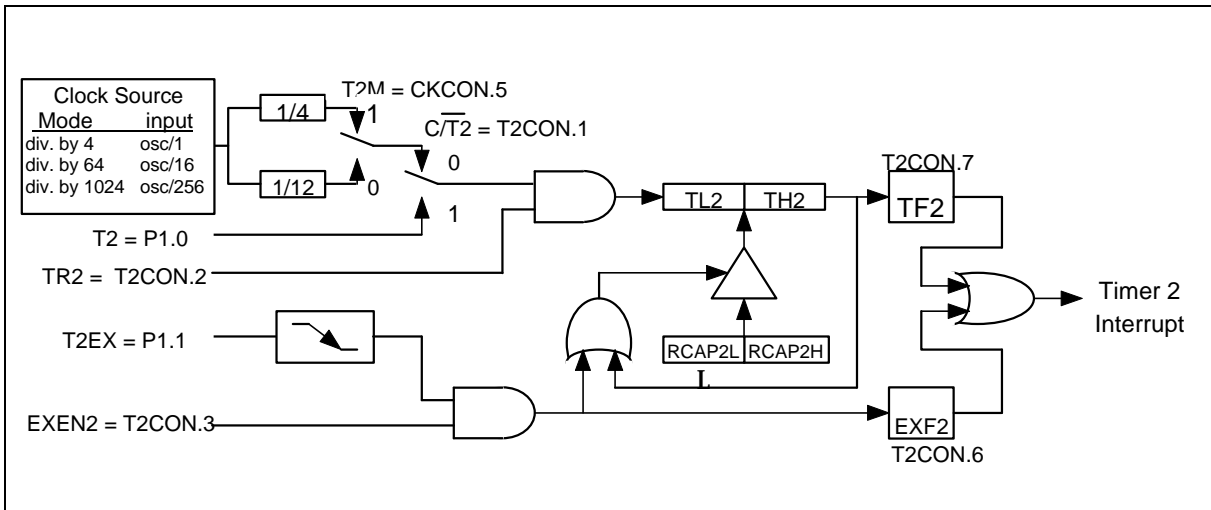 Clock Source
Mode input
div. by 4 osc/1
div. by 64 osc/16
div. by 1024 osc/256
1/4
1/12
T2M = CKCON.5
1
0
C/T2 = T2CON.1
0
1
T2 = P1.0
TR2 = T2CON.2
TL2 TH2
T2CON.7
TF2
T2EX = P1.1
RCAP2L RCAP2H
L
Timer 2
Interrupt
EXEN2 = T2CON.3
EXF2
T2CON.6